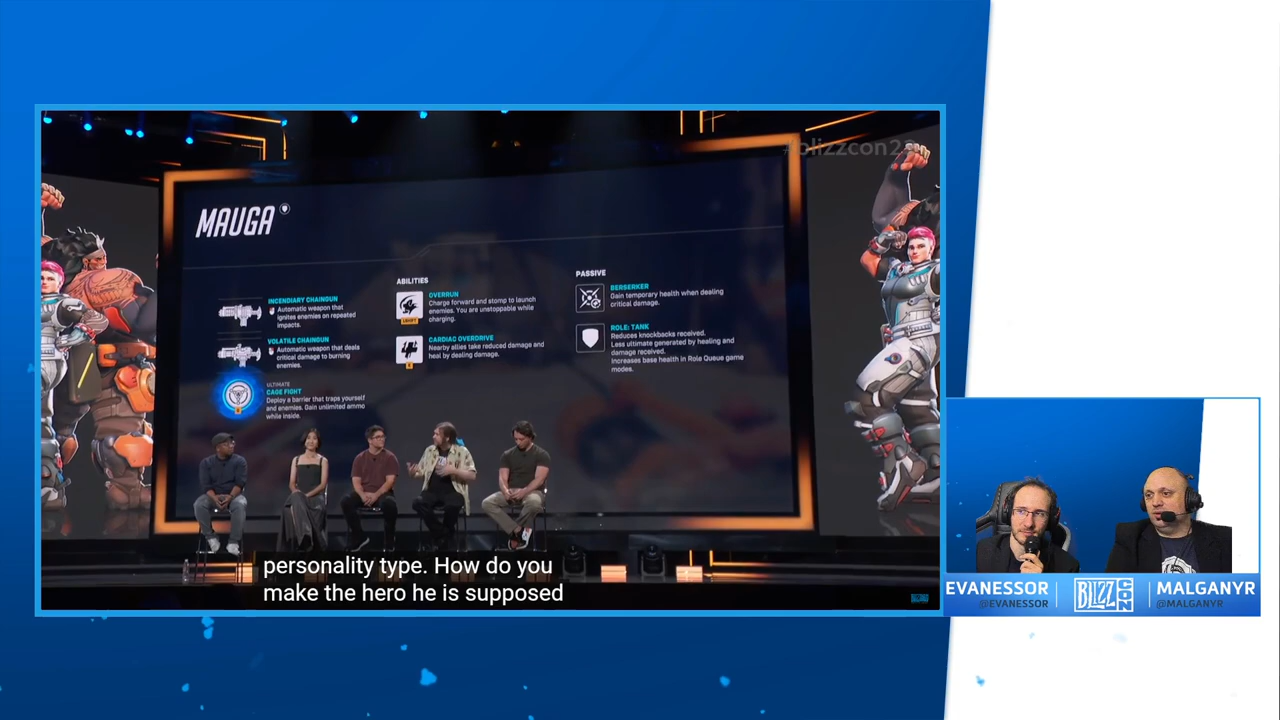 #blizzcon23
MAUGA
INCENDIARY CHAINGUN
Automatic weapon that
ignites enemies on repeated
impacts.
VOLATILE CHAINGUN
Automatic weapon that deals
critical damage to burning
enemies.
ULTIMATE
CAGE FIGHT
Deploy a barrier that traps yourself
and enemies. Gain unlimited ammo
while inside.
ABILITIES
OVERRUN
Charge forward and stomp to launch
enemies. You are unstoppable while
charging.
LSHIFT
CARDIAC OVERDRIVE
Nearby allies take reduced damage and
heal by dealing damage.
E
PASSIVE
BERSERKER
Gain temporary health when dealing
critical damage.
ROLE: TANK
Reduces knockbacks received.
Less ultimate generated by healing and
damage received.
Increases base health in Role Queue game
modes.
personality type. How do you
make the hero he is supposed
BLIZZ
EVANESSOR
@EVANESSOR
BLIZZCON
MALGANYR
@MALGANYR